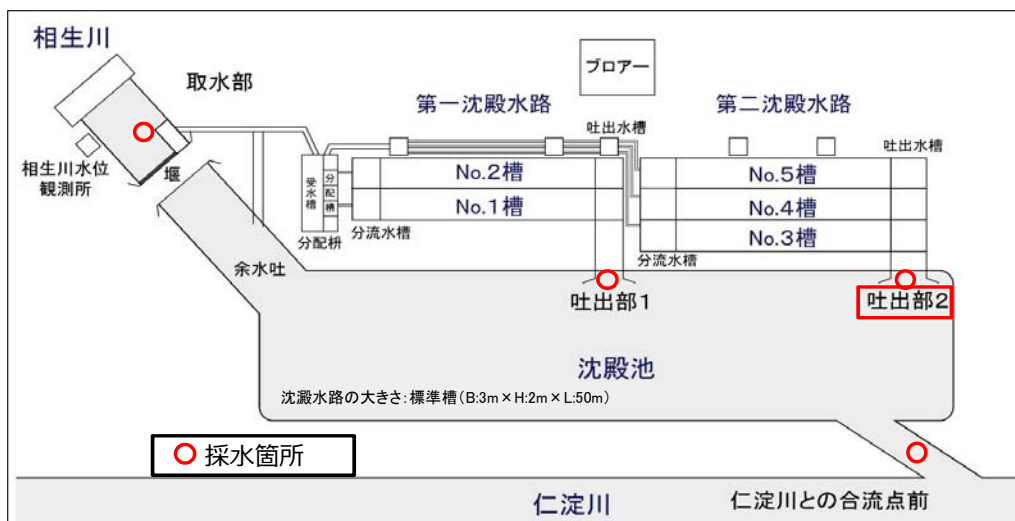 相生川
取水部
ブロアー
第一沈殿水路
第二沈殿水路
吐出水槽
吐出水槽
相生川水位
観測所
堰
受水槽
分配槽
No.2槽
No.1槽
No.5槽
No.4槽
No.3槽
分配枡
分流水槽
分流水槽
余水吐
吐出部1
吐出部2
沈殿池
沈澱水路の大きさ:標準槽(B:3m×H:2m×L:50m)
採水箇所
仁淀川
仁淀川との合流点前